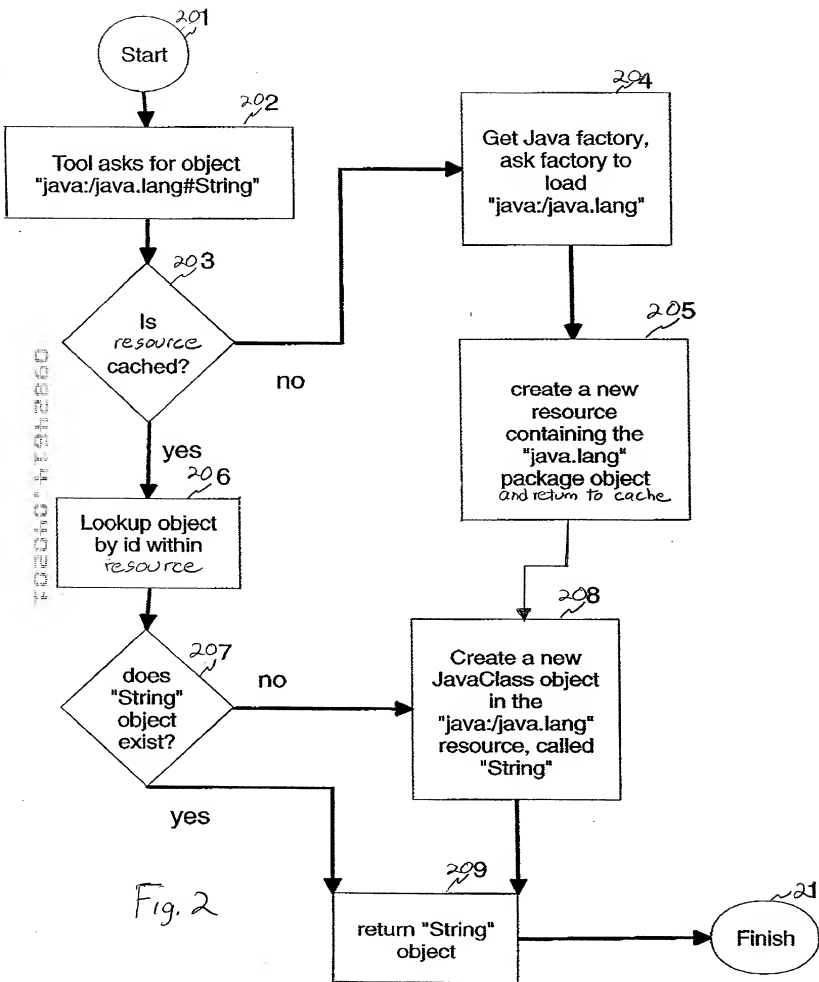 201
Start
202
Tool asks for object
"java:/java.lang#String"
203
Is
resource
cached?
no
yes
204
Get Java factory,
ask factory to
load
"java:/java.lang"
205
create a new
resource
containing the
"java.lang"
package object
and return to cache
206
Lookup object
by id within
resource
207
does
"String"
object
exist?
no
yes
208
Create a new
JavaClass object
in the
"java:/java.lang"
resource, called
"String"
209
return "String"
object
21
Finish
Fig. 2